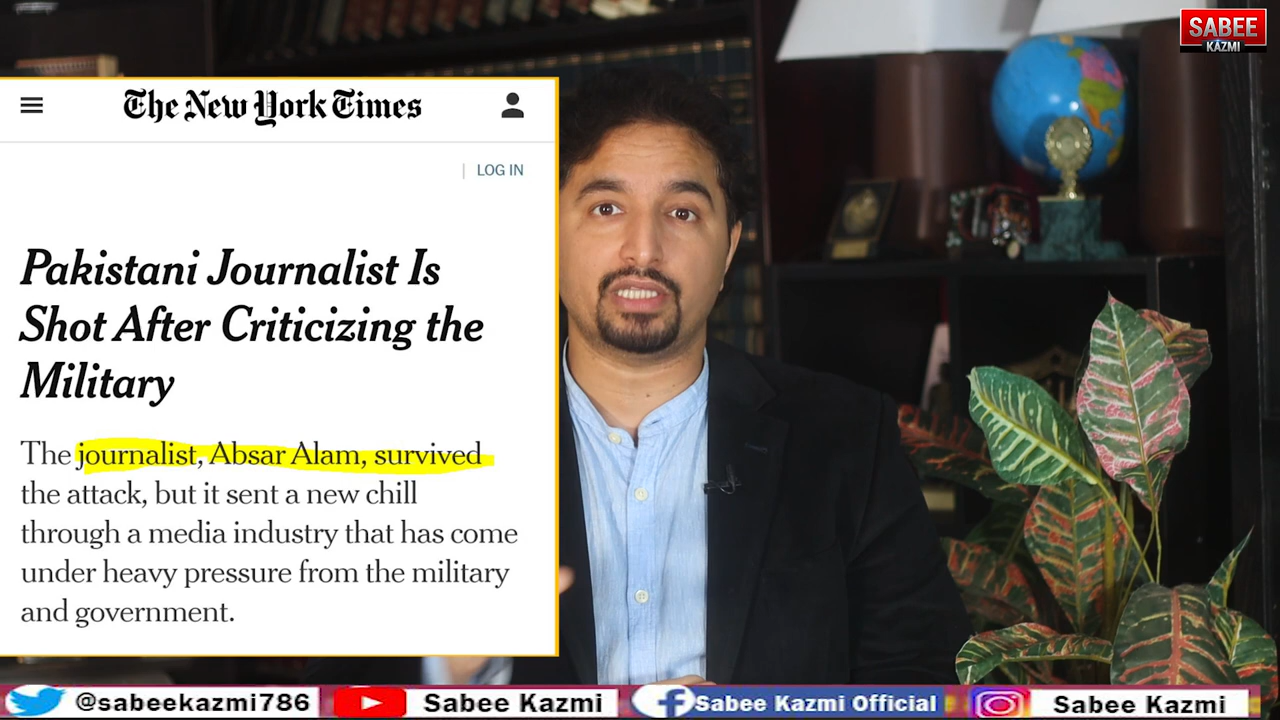 SABEE
KAZMI
The New York Times
LOG IN
Pakistani Journalist Is
Shot After Criticizing the
Military
The journalist, Absar Alam, survived
the attack, but it sent a new chill
through a media industry that has come
under heavy pressure from the military
and government.
@sabeekazmi786 Sabee Kazmi Sabee Kazmi Official Sabee Kazmi